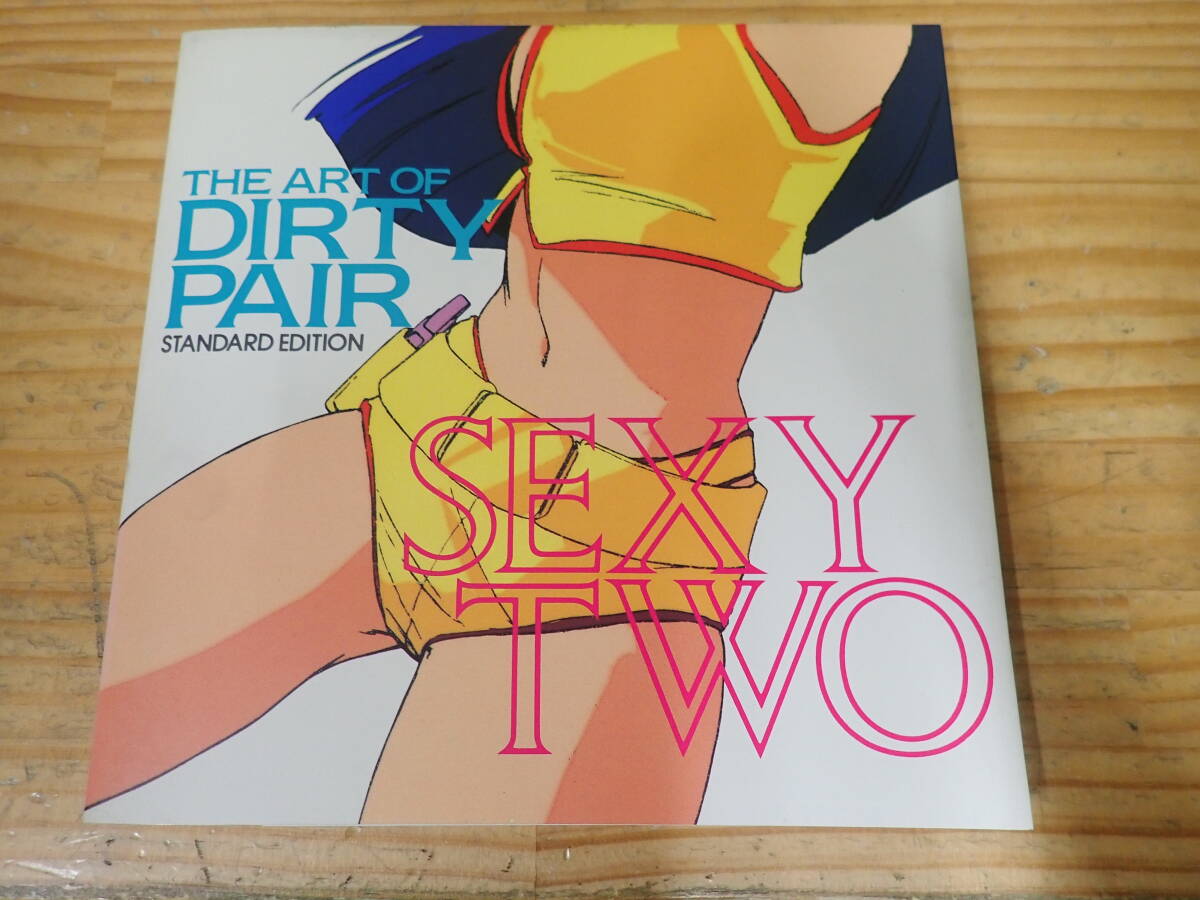 THE ART OF
DIRTY
PAIR
STANDARD EDITION
SEXY
TWO